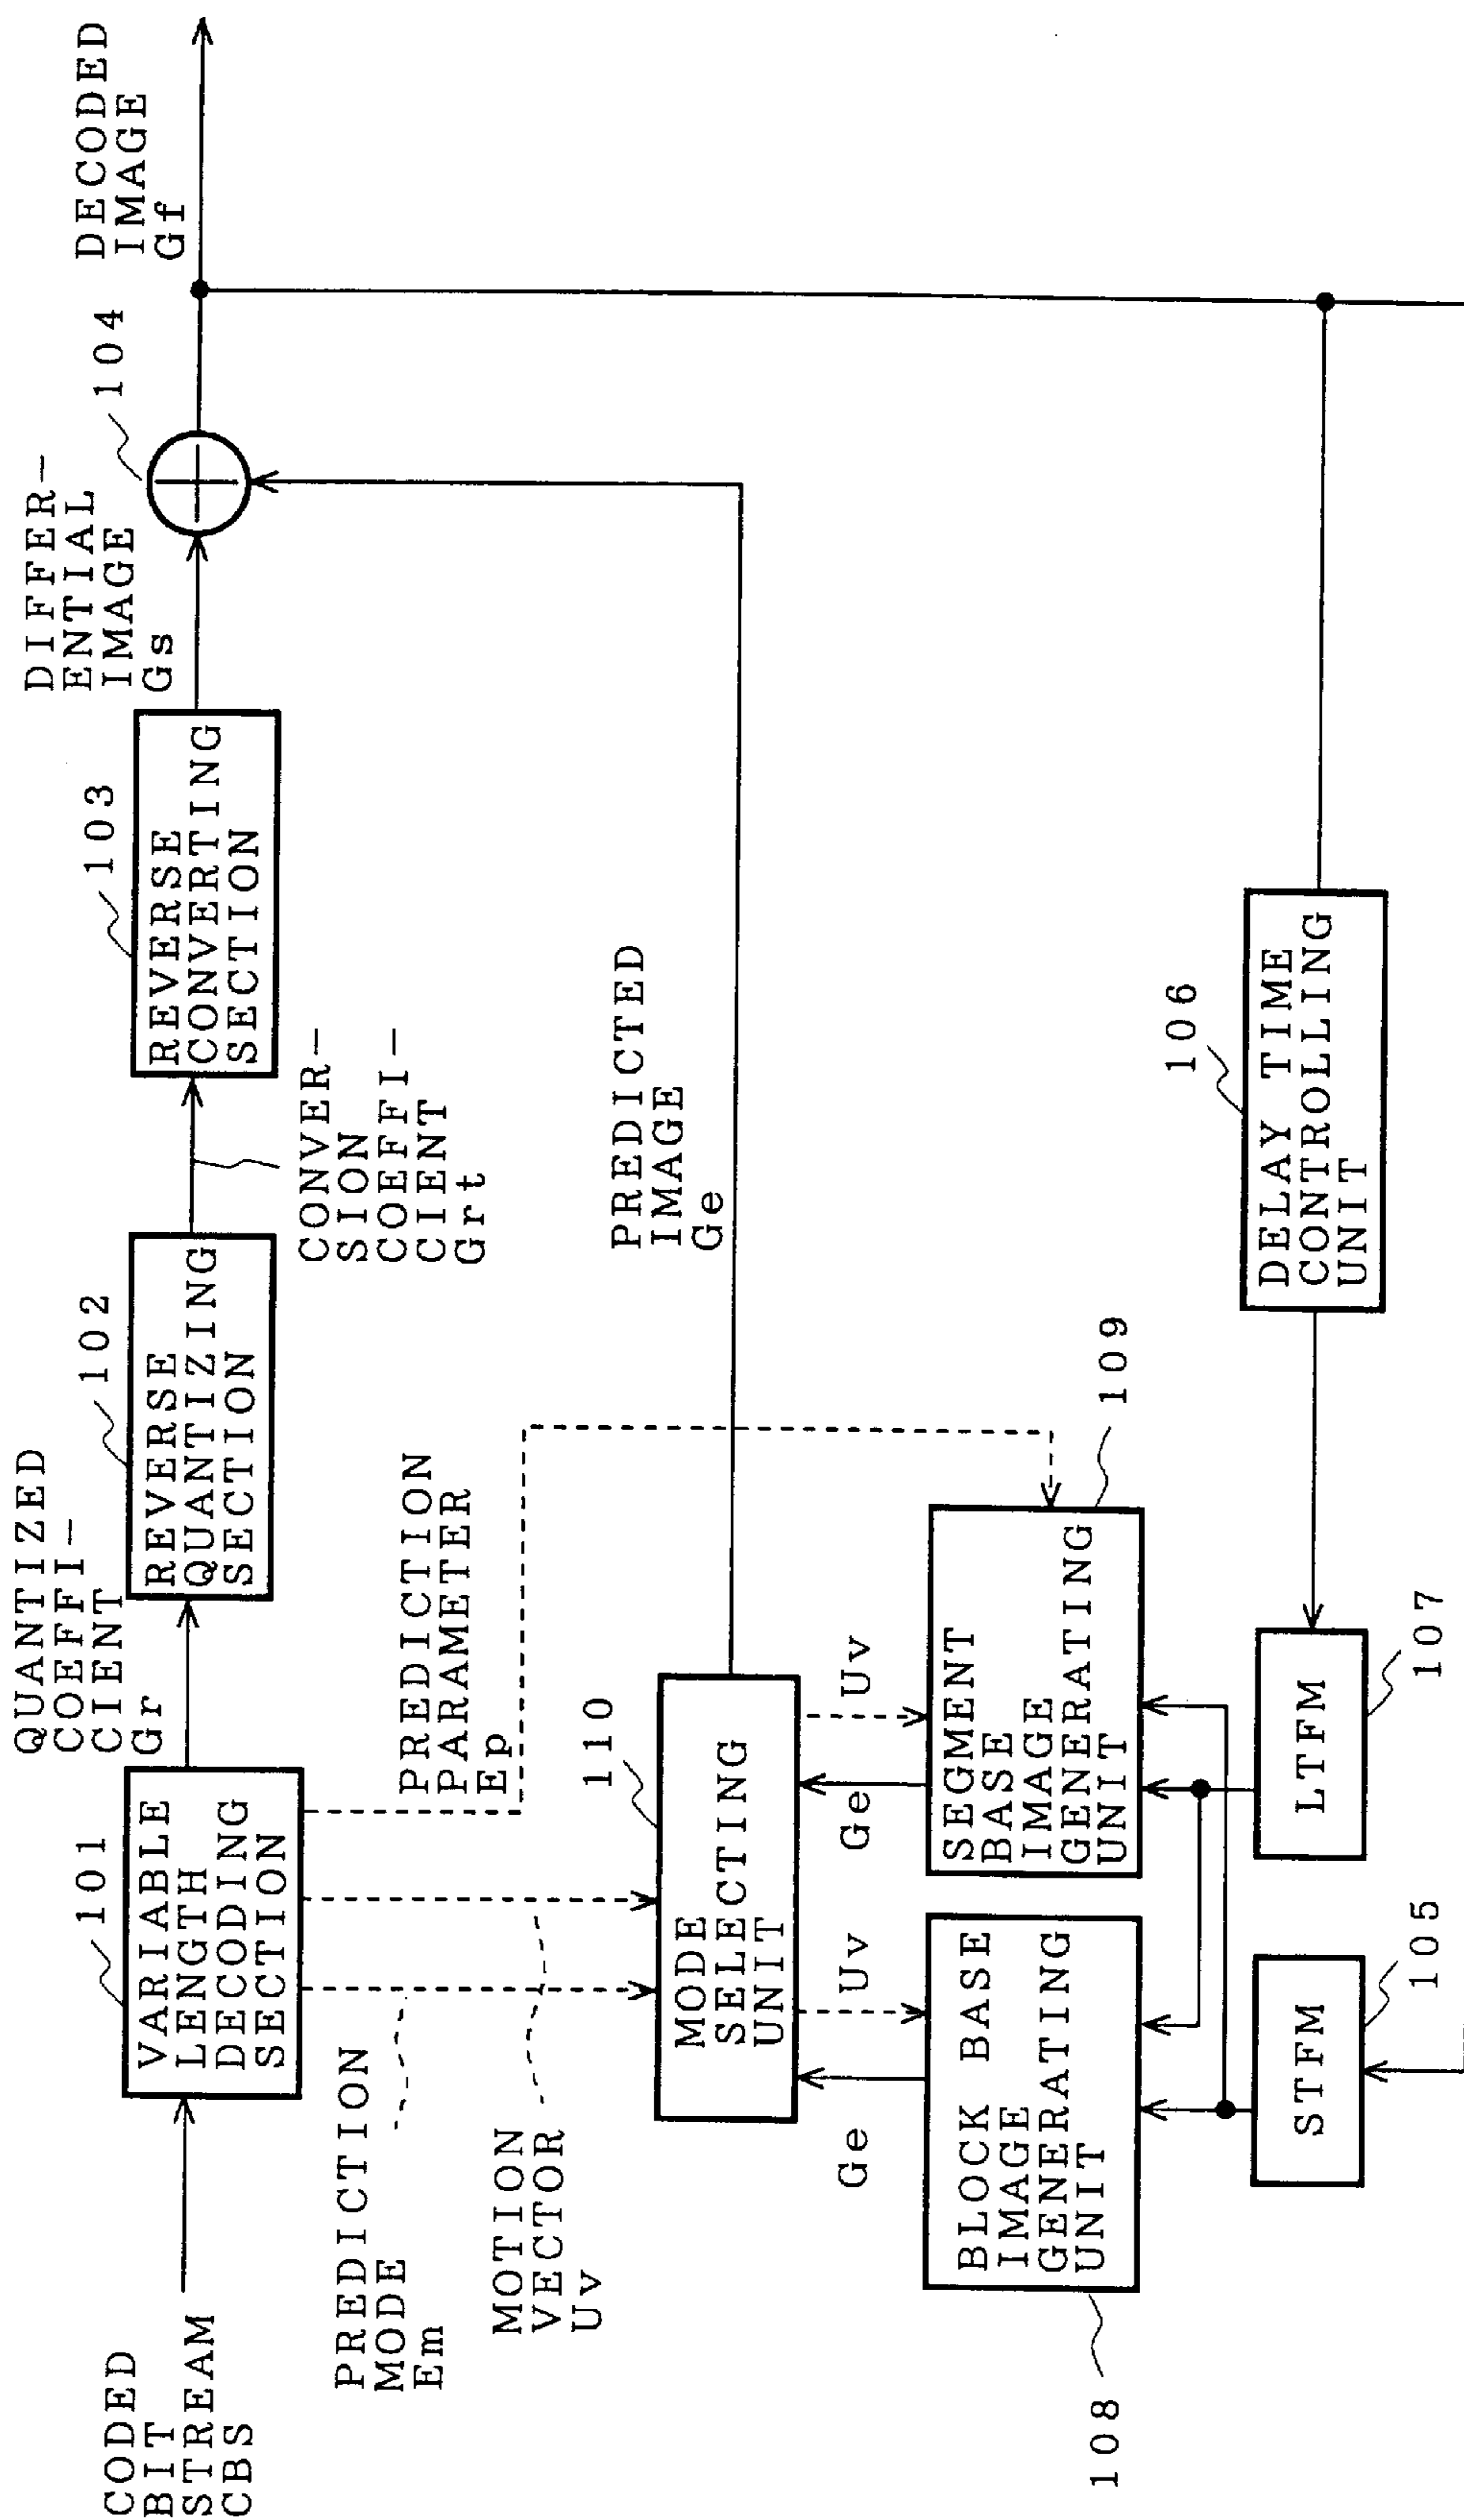 CODED
BIT
STREAM
CBS
101
VARIABLE
LENGTH
DECODING
SECTION
QUANTIZED
COEFFI-
CIENT
Gr
102
REVERSE
QUANTIZING
SECTION
CONVER-
SION
COEFFI-
CIENT
Grt
103
REVERSE
CONVERTING
SECTION
DIFFER-
ENTIAL
IMAGE
Gs
104
DECODED
IMAGE
Gf
PREDICTION
MODE
Em
MOTION
VECTOR
Uv
PREDICTION
PARAMETER
Ep
PREDICTED
IMAGE
Ge
110
MODE
SELECTING
UNIT
Ge
Uv
Ge
Uv
108
BLOCK BASE
IMAGE
GENERATING
UNIT
SEGMENT
BASE
IMAGE
GENERATING
UNIT
109
STFM
105
LTFM
107
106
DELAY TIME
CONTROLLING
UNIT